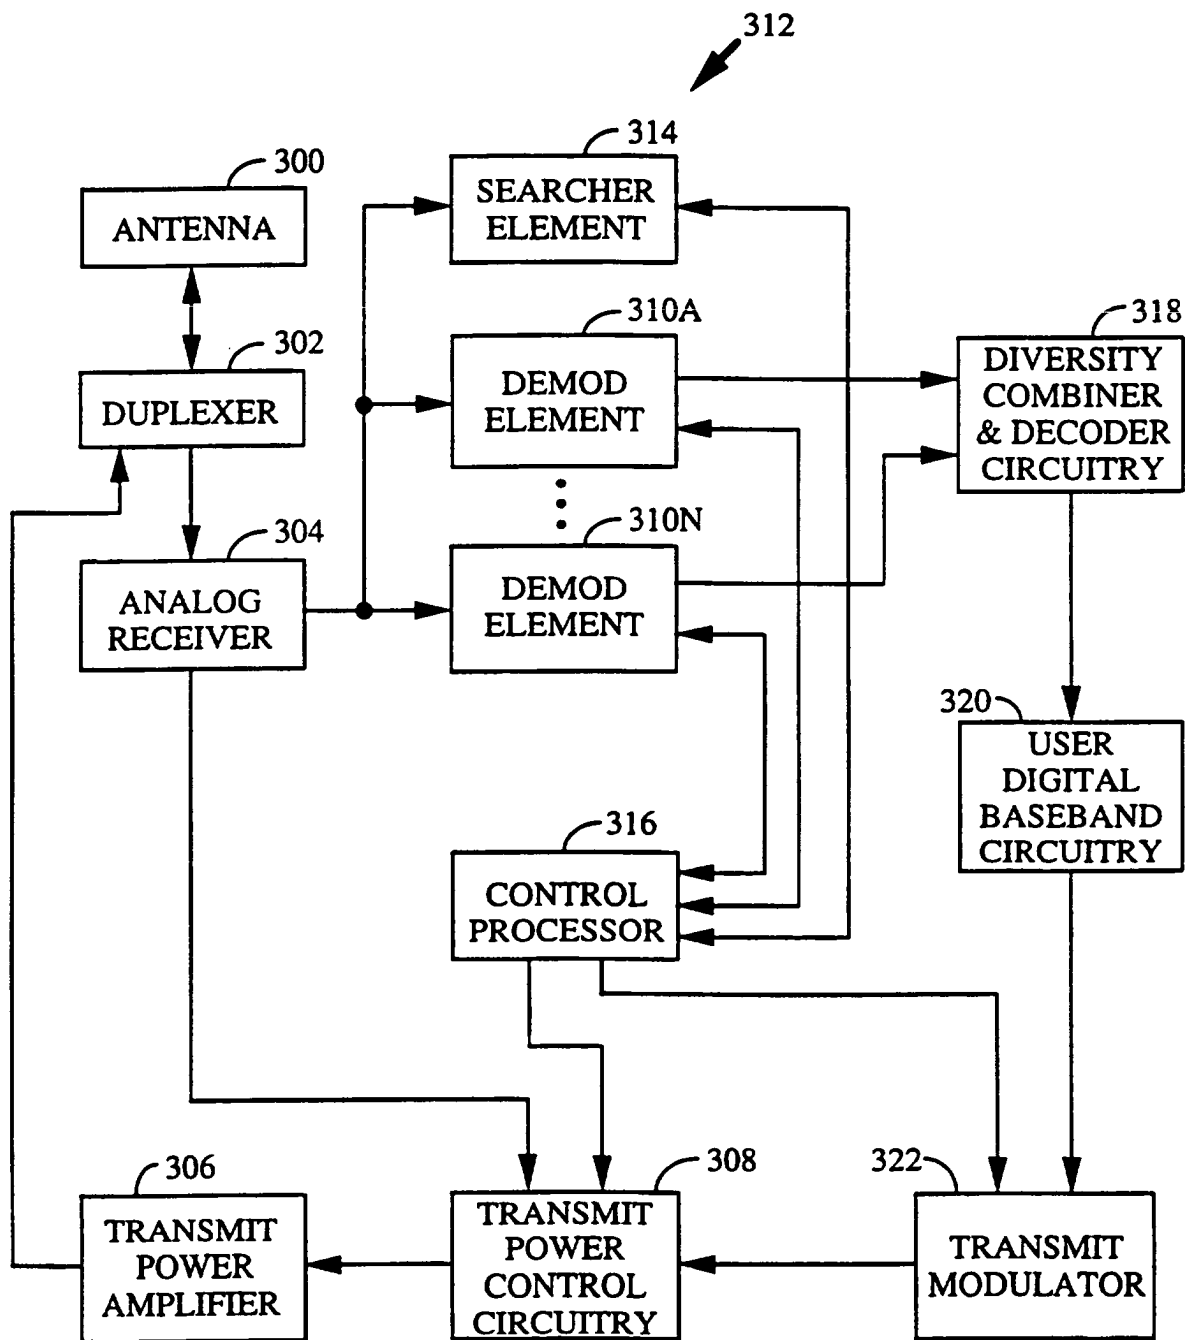 312
314
SEARCHER
ELEMENT
300
ANTENNA
310A
DEMOD
ELEMENT
318
DIVERSITY
COMBINER
& DECODER
CIRCUITRY
302
DUPLEXER
310N
DEMOD
ELEMENT
304
ANALOG
RECEIVER
320
USER
DIGITAL
BASEBAND
CIRCUITRY
316
CONTROL
PROCESSOR
306
TRANSMIT
POWER
AMPLIFIER
308
TRANSMIT
POWER
CONTROL
CIRCUITRY
322
TRANSMIT
MODULATOR